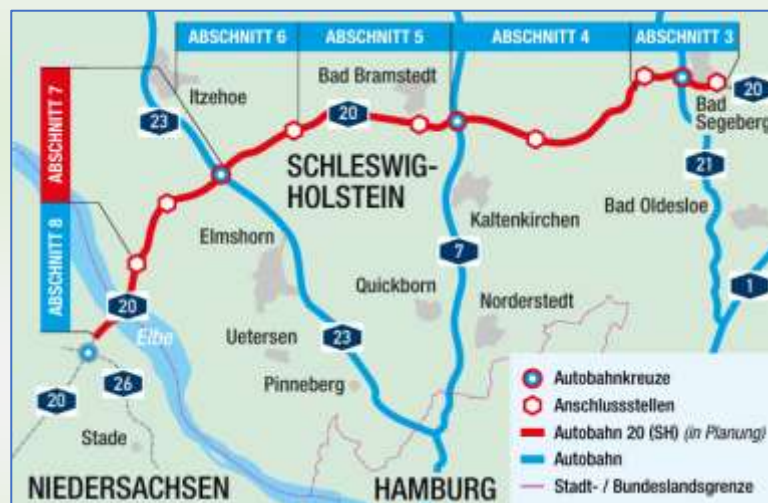 ABSCHNITT 6
ABSCHNITT 5
ABSCHNITT 4
ABSCHNITT 3
ABSCHNITT 7
ABSCHNITT 8
Itzehoe
Bad Bramstedt
23
20
20
Bad
Segeberg
SCHLESWIG-
HOLSTEIN
21
Kaltenkirchen
Bad Oldesloe
Elmshorn
7
Quickborn
1
Norderstedt
20
Elbe
Uetersen
23
Pinneberg
20
26
Stade
NIEDERSACHSEN
HAMBURG
Autobahnkreuze
Anschlussstellen
Autobahn 20 (SH) (in Planung)
Autobahn
Stadt- / Bundeslandsgrenze